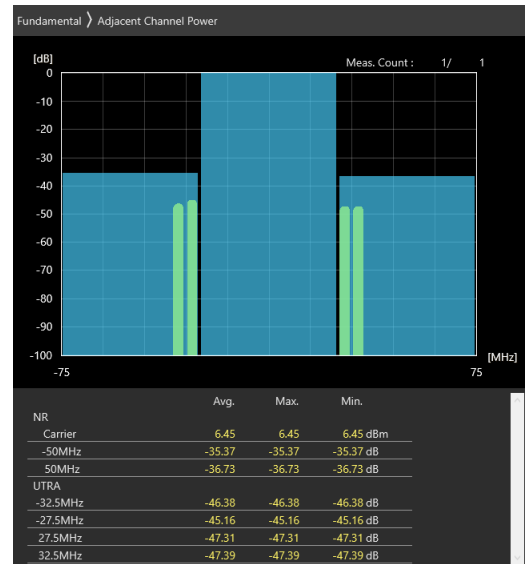 Fundamental 〉 Adjacent Channel Power
[dB]
Meas. Count : 1/ 1
0
-10
-20
-30
-40
-50
-60
-70
-80
-90
-100
[MHz]
-75 75
Avg. Max. Min.
NR
Carrier 6.45 6.45 6.45 dBm
-50MHz -35.37 -35.37 -35.37 dB
50MHz -36.73 -36.73 -36.73 dB
UTRA
-32.5MHz -46.38 -46.38 -46.38 dB
-27.5MHz -45.16 -45.16 -45.16 dB
27.5MHz -47.31 -47.31 -47.31 dB
32.5MHz -47.39 -47.39 -47.39 dB